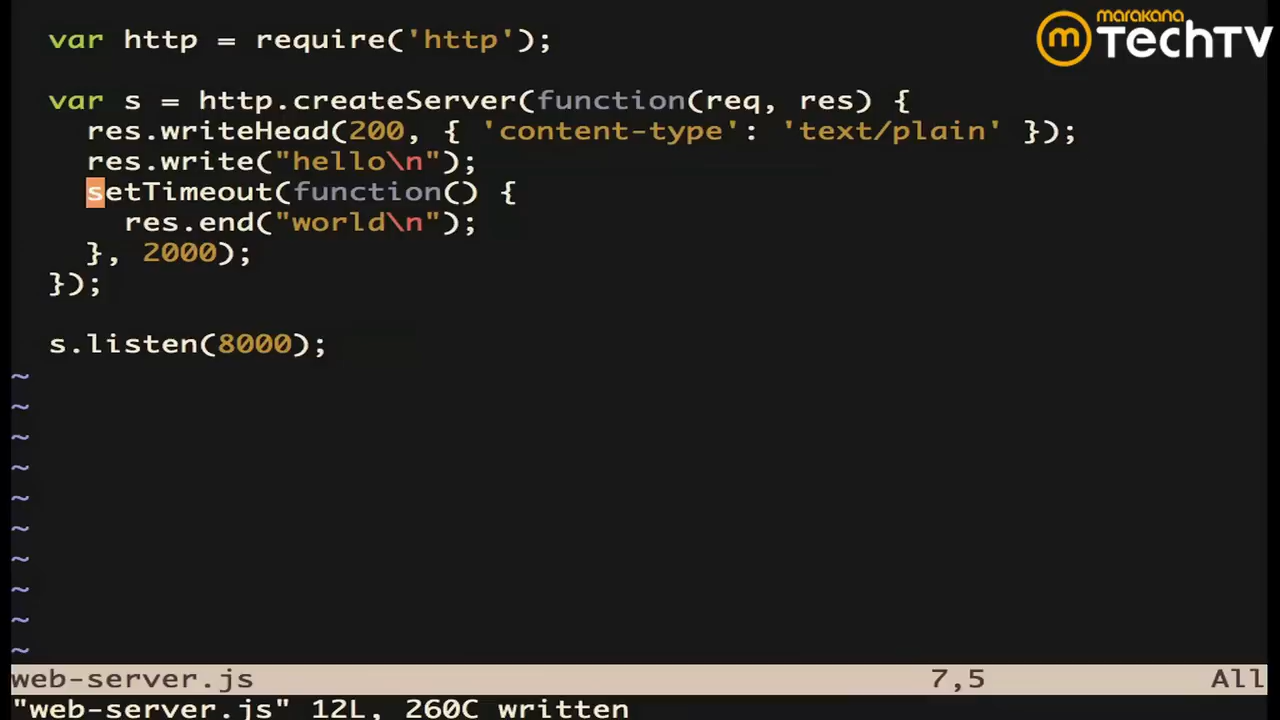 marakana
TechTV
var http = require('http');
var s = http.createServer(function(req, res) {
  res.writeHead(200, { 'content-type': 'text/plain' });
  res.write("hello\n");
  setTimeout(function() {
    res.end("world\n");
  }, 2000);
});
s.listen(8000);
~
~
~
~
~
~
~
~
~
~
web-server.js 7,5 All
"web-server.js" 12L, 260C written